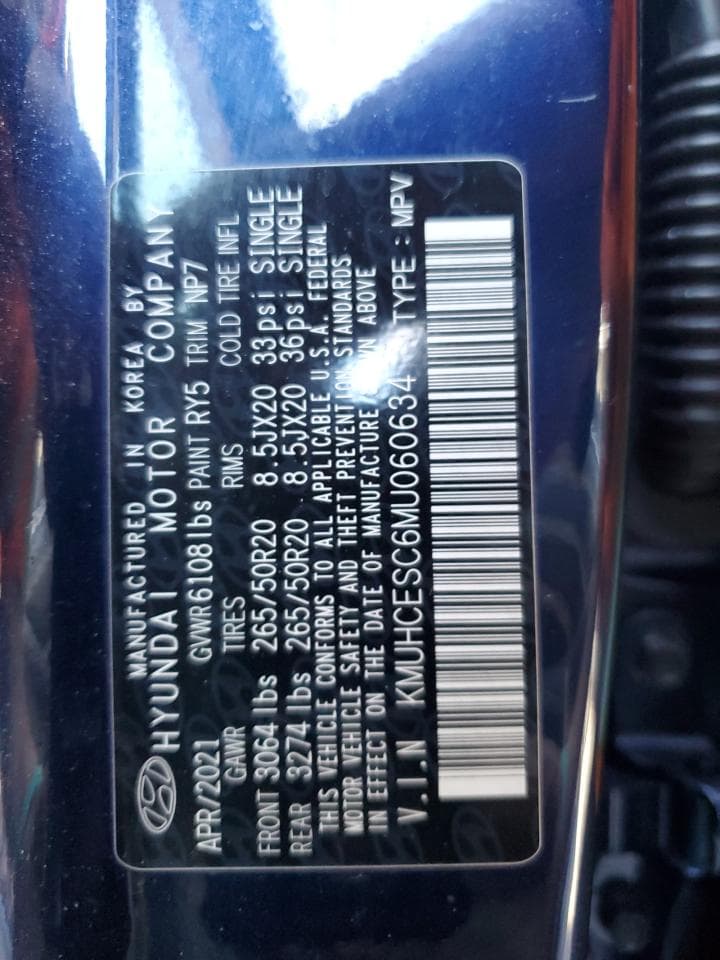 MANUFACTURED IN KOREA BY
HYUNDAI MOTOR COMPANY
APR/2021 GVWR6108lbs PAINT RY5 TRIM NP7
GAWR TIRES RIMS COLD TIRE INFL
FRONT 3064lbs 265/50R20 8.5JX20 33psi SINGLE
REAR 3274lbs 265/50R20 8.5JX20 36psi SINGLE
THIS VEHICLE CONFORMS TO ALL APPLICABLE U.S.A. FEDERAL
MOTOR VEHICLE SAFETY AND THEFT PREVENTION STANDARDS
IN EFFECT ON THE DATE OF MANUFACTURE ABOVE
V.I.N KMUHCESC6MU060634 TYPE : MPV